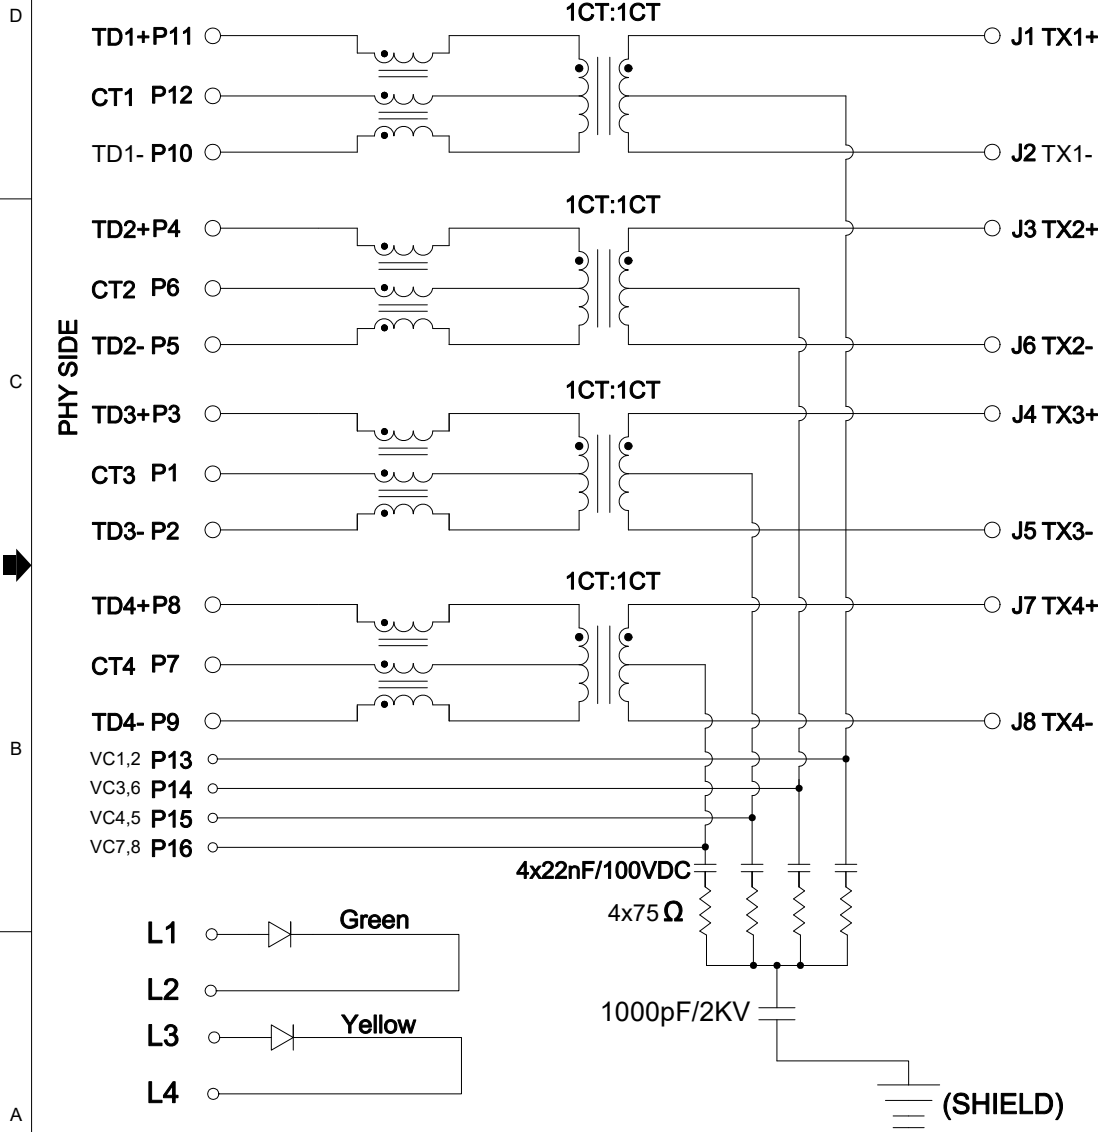 D
1CT:1CT
TD1+ P11
J1 TX1+
CT1 P12
TD1- P10
J2 TX1-
1CT:1CT
TD2+ P4
J3 TX2+
CT2 P6
TD2- P5
J6 TX2-
PHY SIDE
C
1CT:1CT
TD3+ P3
J4 TX3+
CT3 P1
TD3- P2
J5 TX3-
1CT:1CT
TD4+ P8
J7 TX4+
CT4 P7
TD4- P9
J8 TX4-
B
VC1,2 P13
VC3,6 P14
VC4,5 P15
VC7,8 P16
4x22nF/100VDC
4x75 Ω
L1
Green
L2
1000pF/2KV
L3
Yellow
L4
(SHIELD)
A